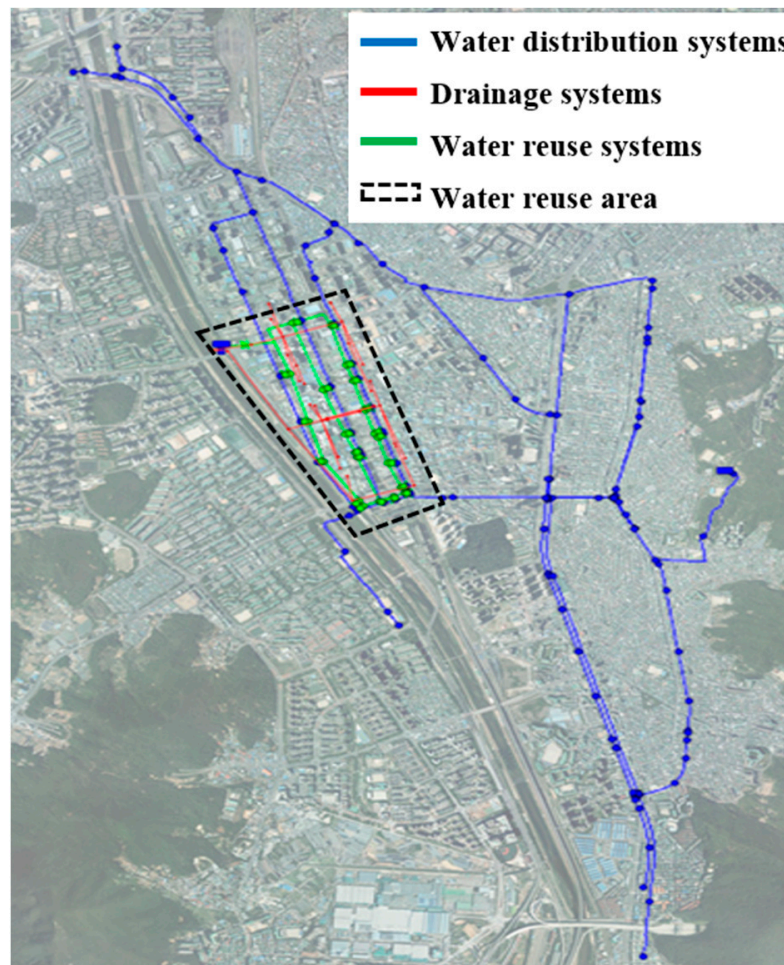 Water distribution systems
Drainage systems
Water reuse systems
Water reuse area